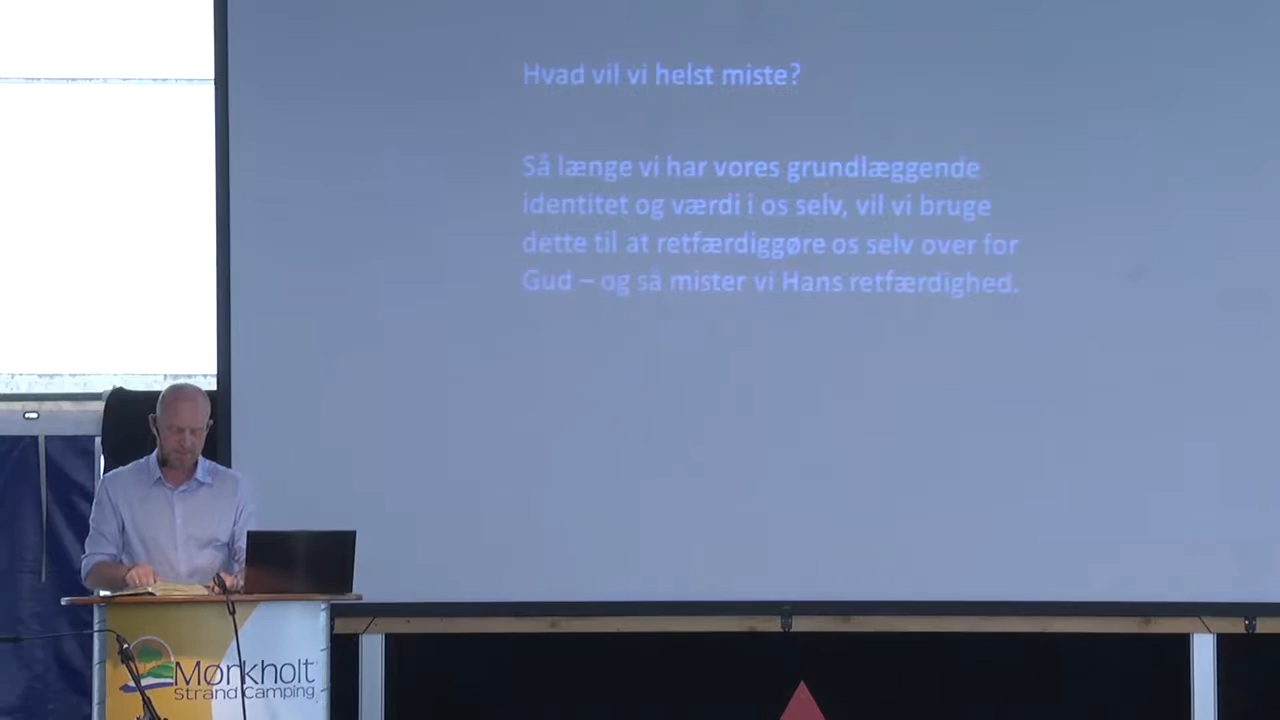 Hvad vil vi helst miste?
Så længe vi har vores grundlæggende
identitet og værdi i os selv, vil vi bruge
dette til at retfærdiggøre os selv over for
Gud – og så mister vi Hans retfærdighed.
Mørkholt
Strand Camping